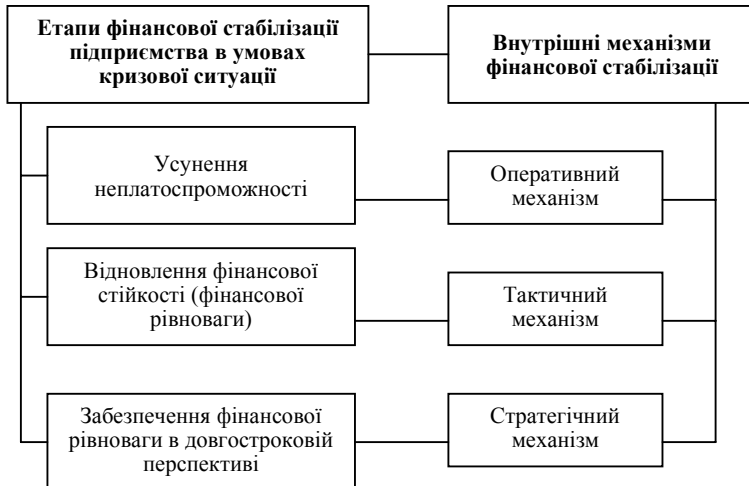 Етапи фінансової стабілізації
підприємства в умовах
кризової ситуації
Внутрішні механізми
фінансової стабілізації
Усунення
неплатоспроможності
Оперативний
механізм
Відновлення фінансової
стійкості (фінансової
рівноваги)
Тактичний
механізм
Забезпечення фінансової
рівноваги в довгостроковій
перспективі
Стратегічний
механізм